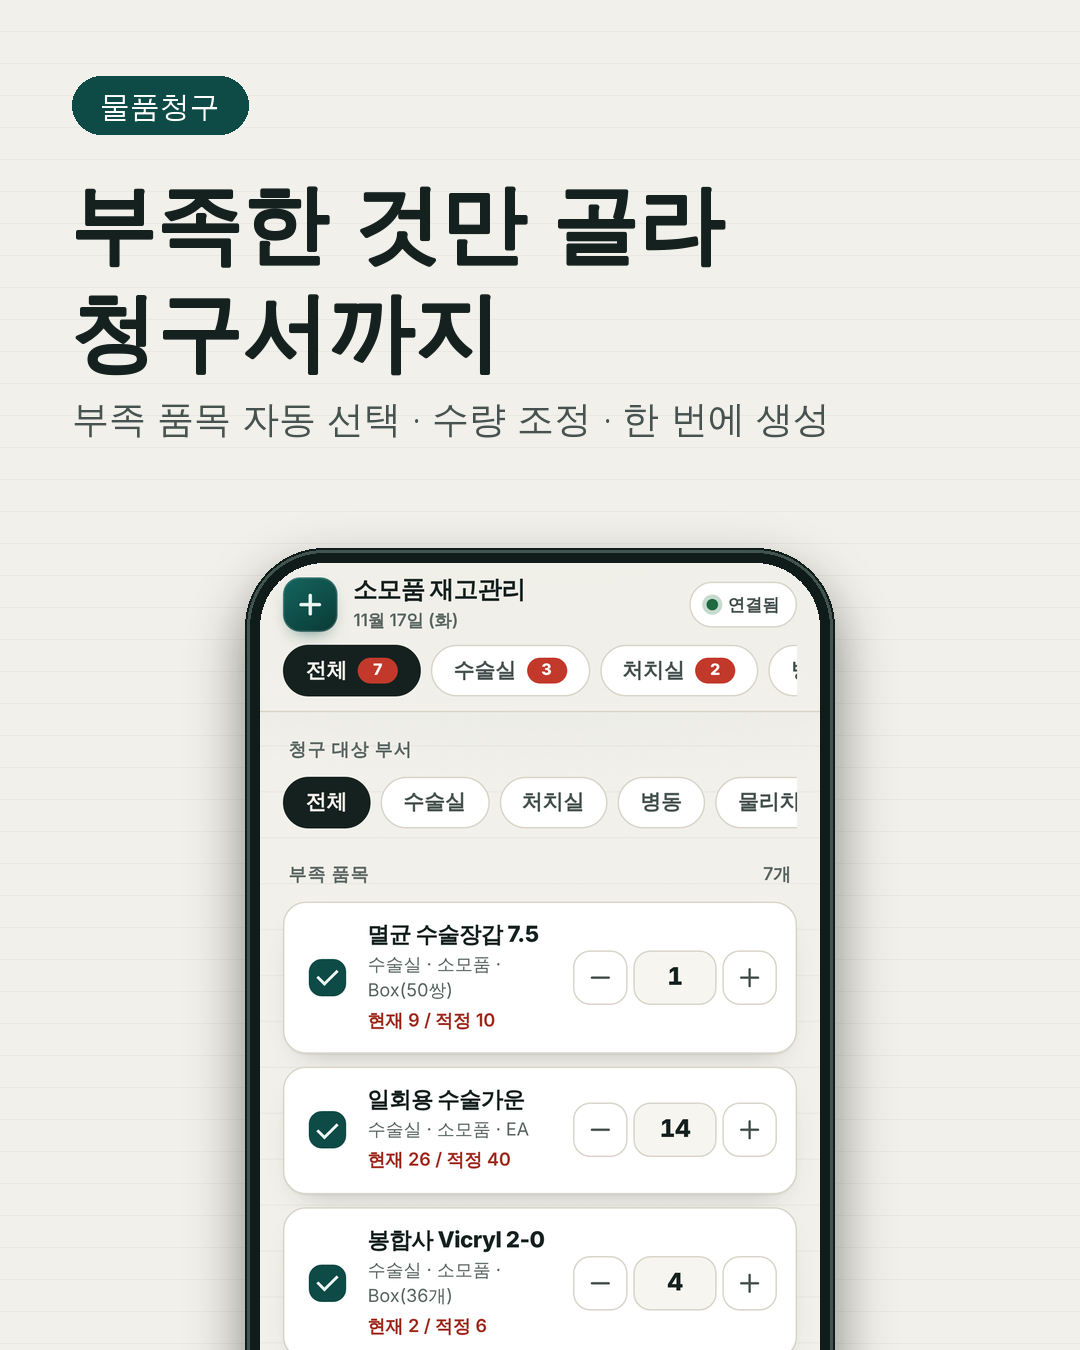 물품청구
부족한 것만 골라
청구서까지
부족 품목 자동 선택 · 수량 조정 · 한 번에 생성
소모품 재고관리
11월 17일 (화)
연결됨
전체 7 수술실 3 처치실 2
청구 대상 부서
전체 수술실 처치실 병동 물리치
부족 품목 7개
멸균 수술장갑 7.5
수술실 · 소모품 ·
Box(50쌍)
현재 9 / 적정 10
1
일회용 수술가운
수술실 · 소모품 · EA
현재 26 / 적정 40
14
봉합사 Vicryl 2-0
수술실 · 소모품 ·
Box(36개)
현재 2 / 적정 6
4